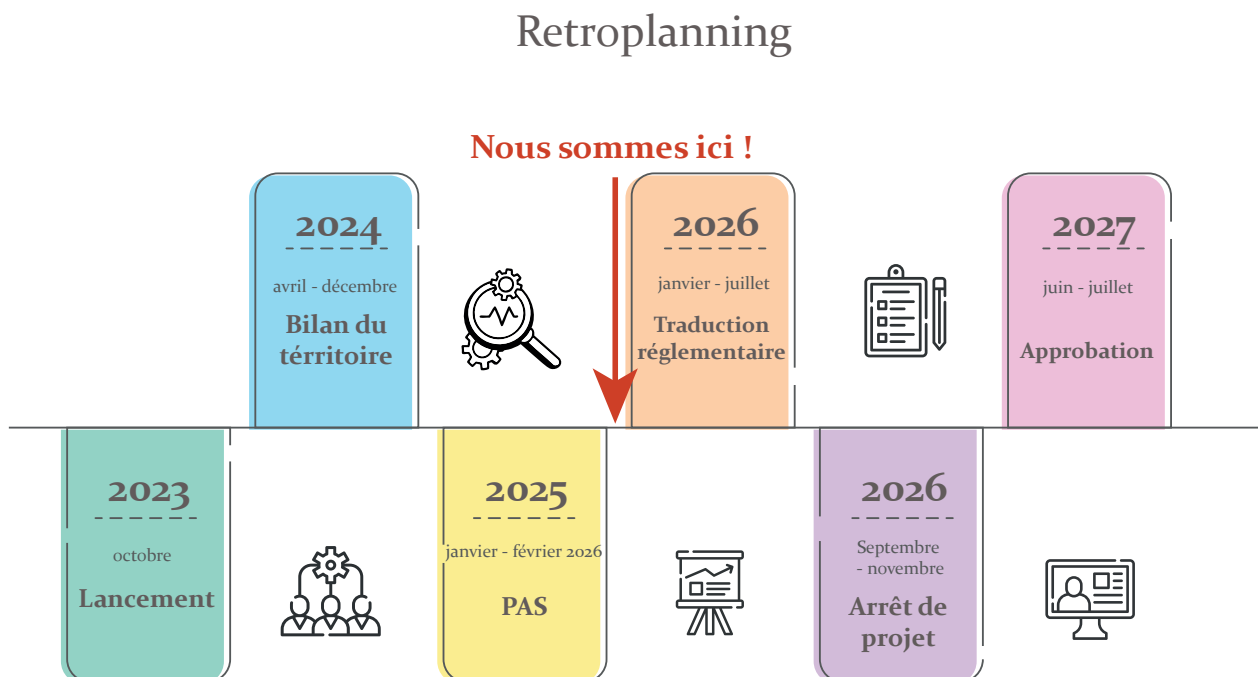 Retroplanning
Nous sommes ici !
2024
avril - décembre
Bilan du
térritoire
2026
janvier - juillet
Traduction
réglementaire
2027
juin - juillet
Approbation
2023
octobre
Lancement
2025
janvier - février 2026
PAS
2026
Septembre
- novembre
Arrêt de
projet